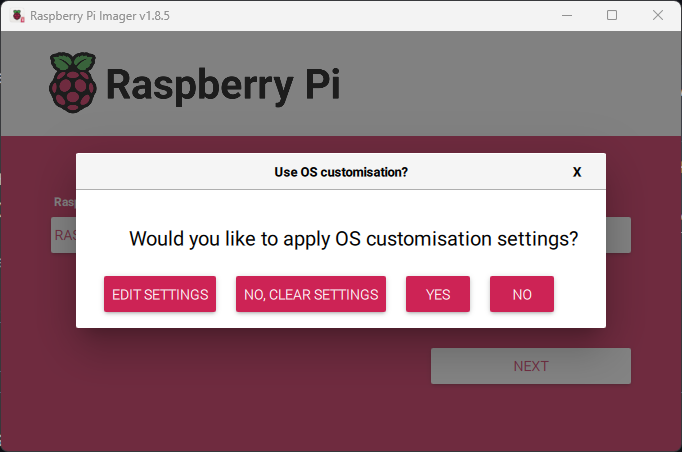 Raspberry Pi Imager v1.8.5
Raspberry Pi
Use OS customisation?
X
Would you like to apply OS customisation settings?
EDIT SETTINGS
NO, CLEAR SETTINGS
YES
NO
NEXT